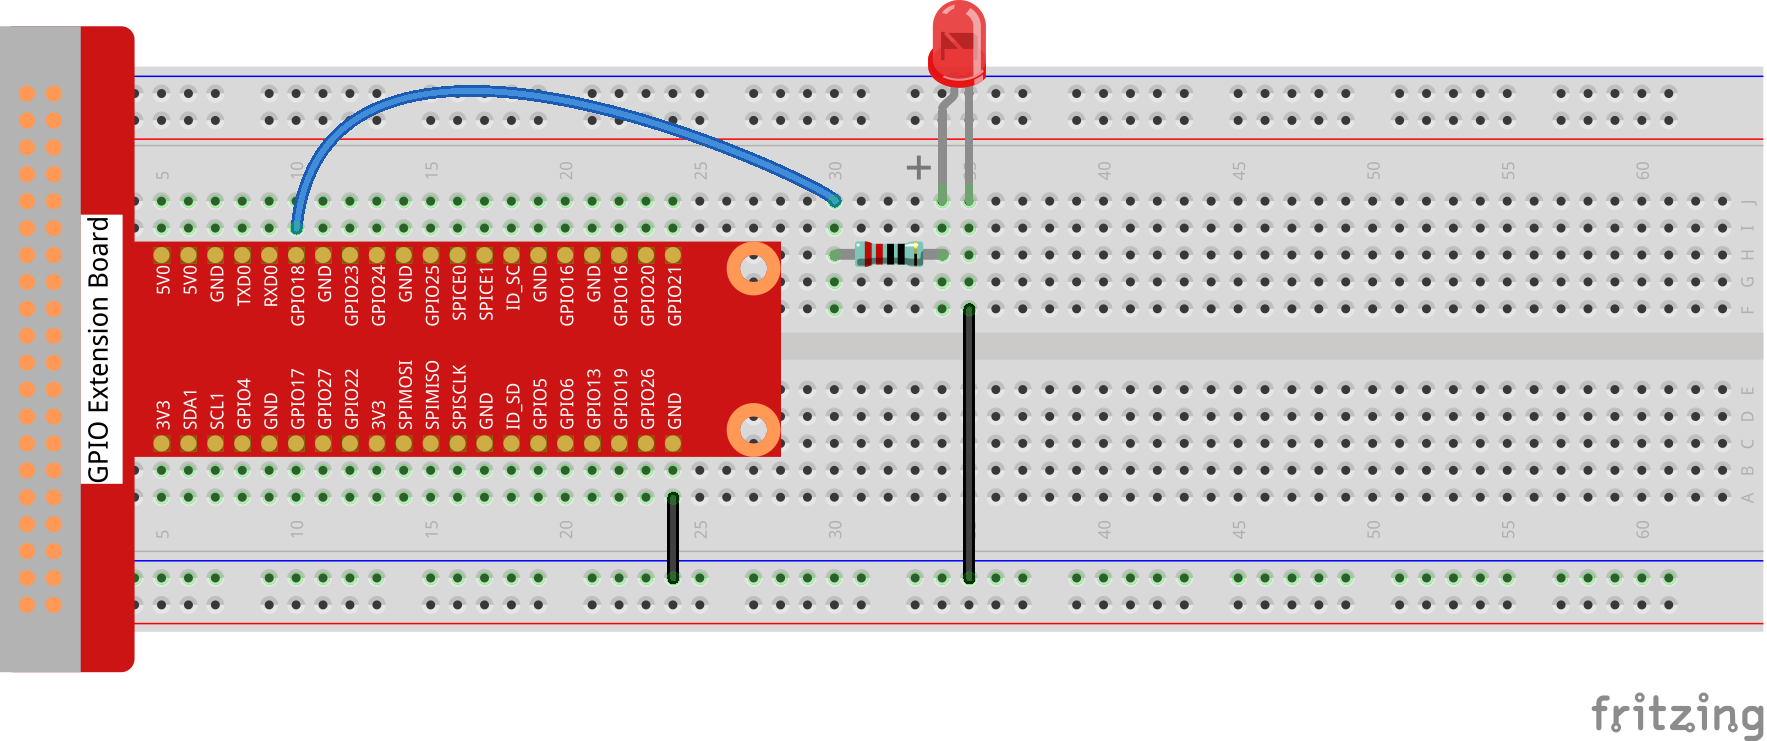 5 10 15 20 25 30 35 40 45 50 55 60
+
J
I
H
G
F
5V0 5V0 GND TXD0 RXD0 GPIO18 GND GPIO23 GPIO24 GND GPIO25 SPICE0 SPICE1 ID_SC GND GPIO16 GND GPIO16 GPIO20 GPIO21
GPIO Extension Board
3V3 SDA1 SCL1 GPIO4 GND GPIO17 GPIO27 GPIO22 3V3 SPIMOSI SPIMISO SPISCLK GND ID_SD GPIO5 GPIO6 GPIO13 GPIO19 GPIO26 GND
E
D
C
B
A
5 10 15 20 25 30 35 40 45 50 55 60
fritzing